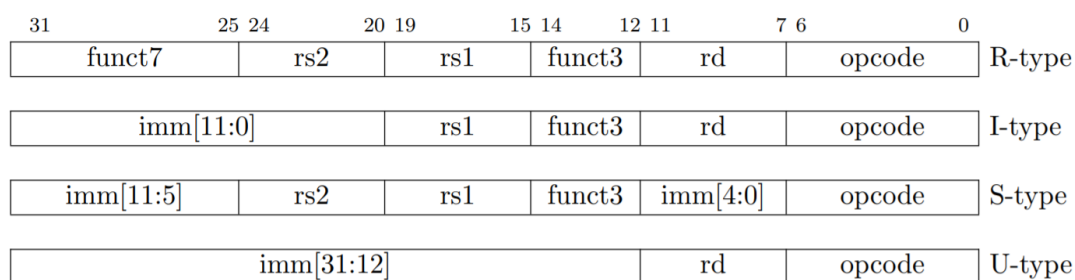 31 25 24 20 19 15 14 12 11 7 6 0
funct7 rs2 rs1 funct3 rd opcode R-type
imm[11:0] rs1 funct3 rd opcode I-type
imm[11:5] rs2 rs1 funct3 imm[4:0] opcode S-type
imm[31:12] rd opcode U-type